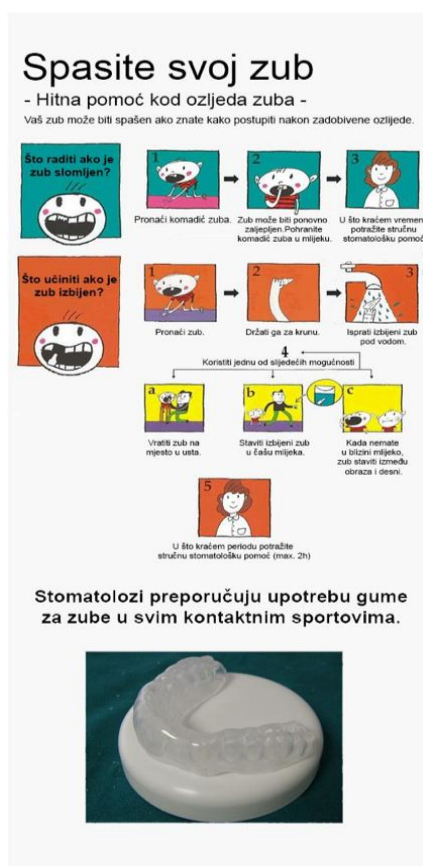 Spasite svoj zub
- Hitna pomoć kod ozljeda zuba -
Vaš zub može biti spašen ako znate kako postupiti nakon zadobivene ozlijede.
Što raditi ako je
zub slomljen?
1
Pronaći komadić zuba.
2
Zub može biti ponovno
zaljepljen.Pohranite
komadić zuba u mlijeku.
3
U što kraćem vremenu
potražite stručnu
stomatološku pomoć
Što učiniti ako je
zub izbijen?
1
Pronaći zub.
2
Držati ga za krunu.
3
Isprati izbijeni zub
pod vodom.
4
Koristiti jednu od slijedećih mogućnosti
a
Vratiti zub na
mjesto u usta.
b
Staviti izbijeni zub
u čašu mlijeka.
c
Kada nemate
u blizini mlijeko,
zub staviti između
obraza i desni.
5
U što kraćem periodu potražite
stručnu stomatološku pomoć (max. 2h)
Stomatolozi preporučuju upotrebu gume
za zube u svim kontaktnim sportovima.